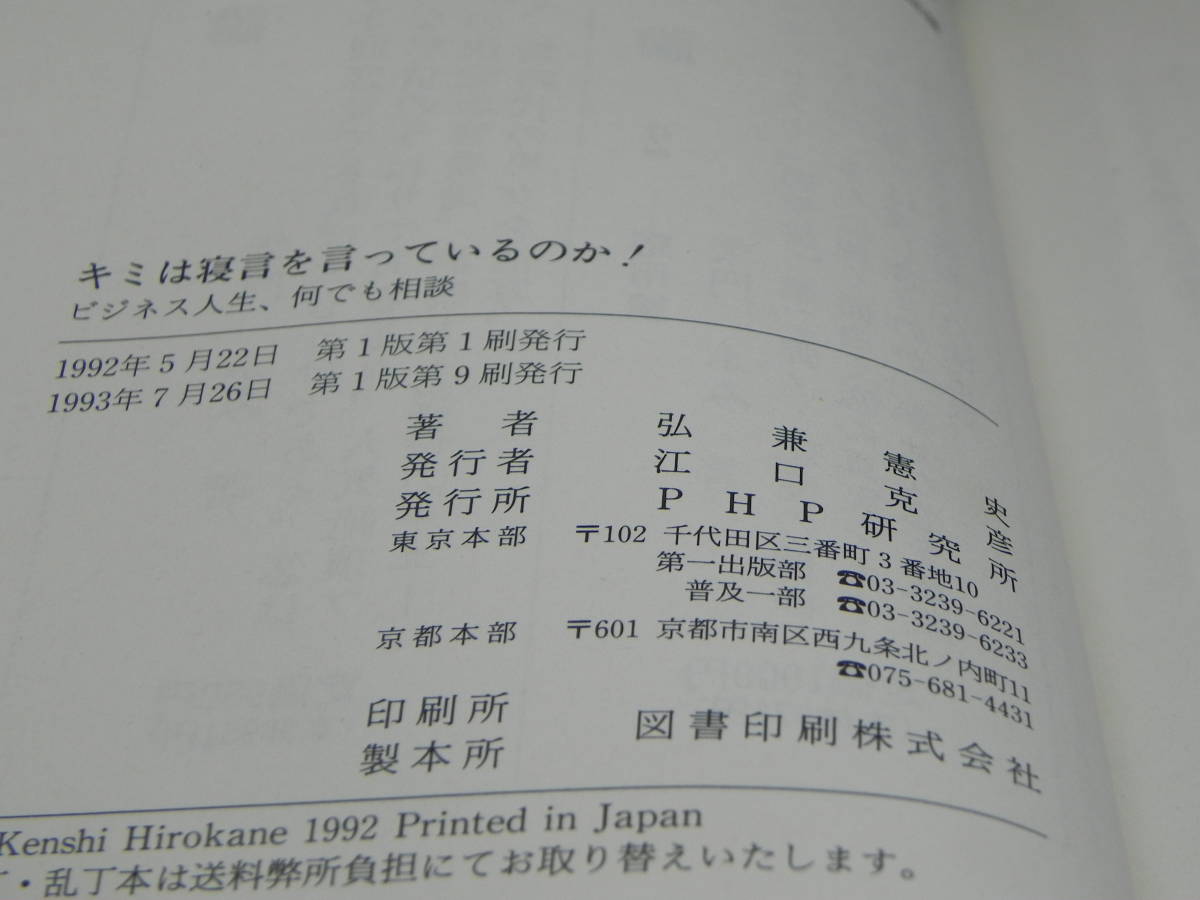 キミは寝言を言っているのか!
ビジネス人生、何でも相談
1992年5月22日 第1版第1刷発行
1993年7月26日 第1版第9刷発行
著者 弘兼憲史
発行者 江口克彦
発行所 PHP研究所
東京本部 〒102 千代田区三番町3番地10
第一出版部 ☎03-3239-6221
普及一部 ☎03-3239-6233
京都本部 〒601 京都市南区西九条北ノ内町11
☎075-681-4431
印刷所
製本所 図書印刷株式会社
Kenshi Hirokane 1992 Printed in Japan
・乱丁本は送料弊所負担にてお取り替えいたします。